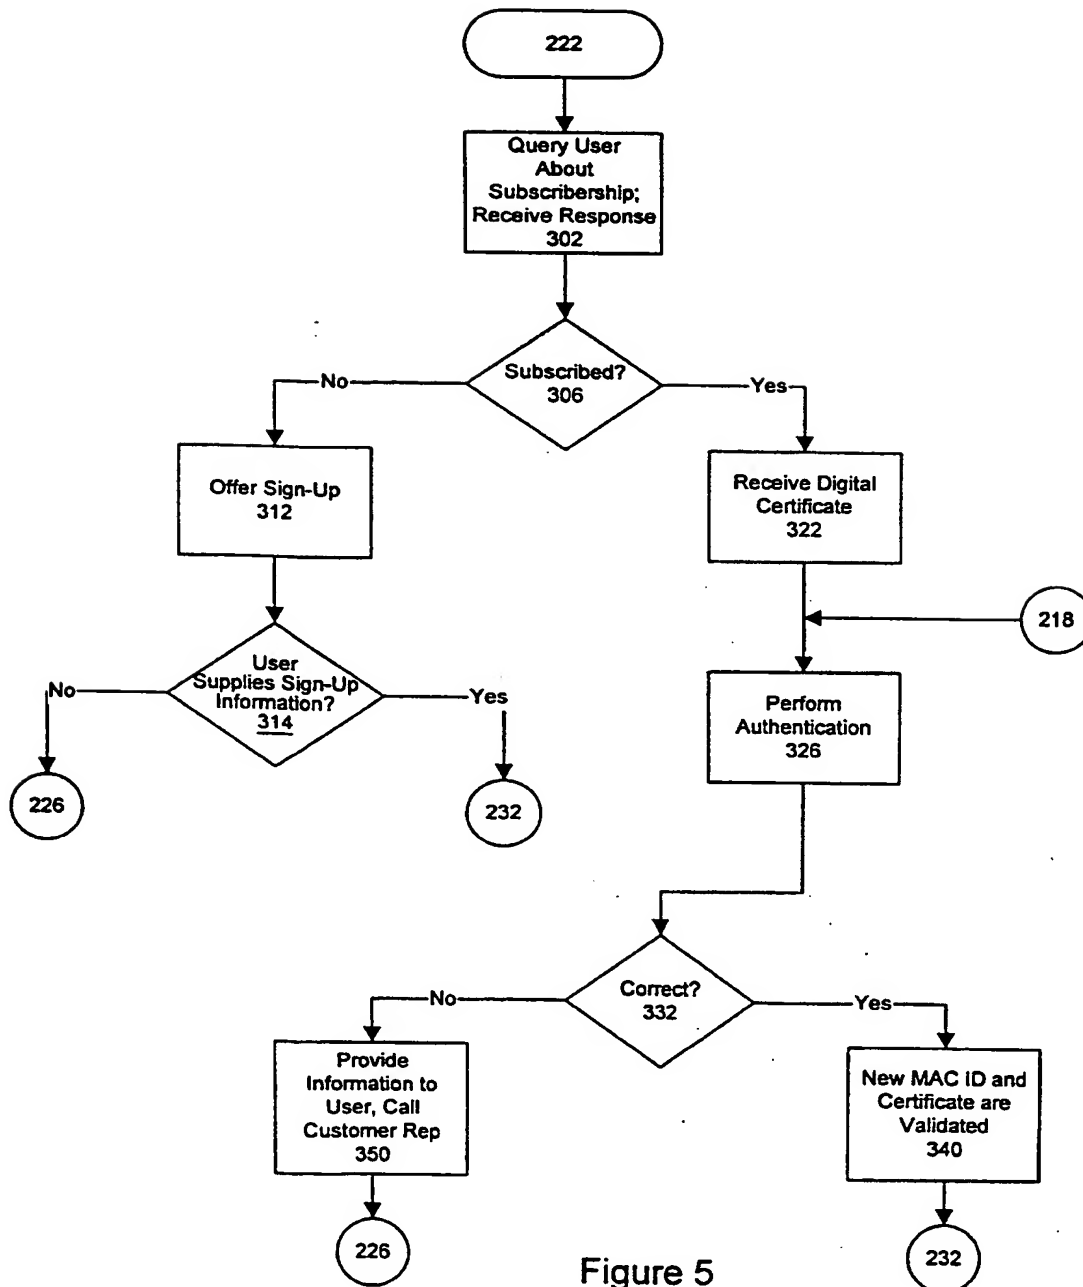 222
Query User
About
Subscribership;
Receive Response
302
Subscribed?
306
No
Yes
Offer Sign-Up
312
Receive Digital
Certificate
322
218
User
Supplies Sign-Up
Information?
314
No
Yes
Perform
Authentication
326
226
232
Correct?
332
No
Yes
Provide
Information to
User, Call
Customer Rep
350
New MAC ID and
Certificate are
Validated
340
226
232
Figure 5